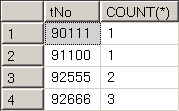 tNo COUNT(*)
1 90111 1
2 91100 1
3 92555 2
4 92666 3